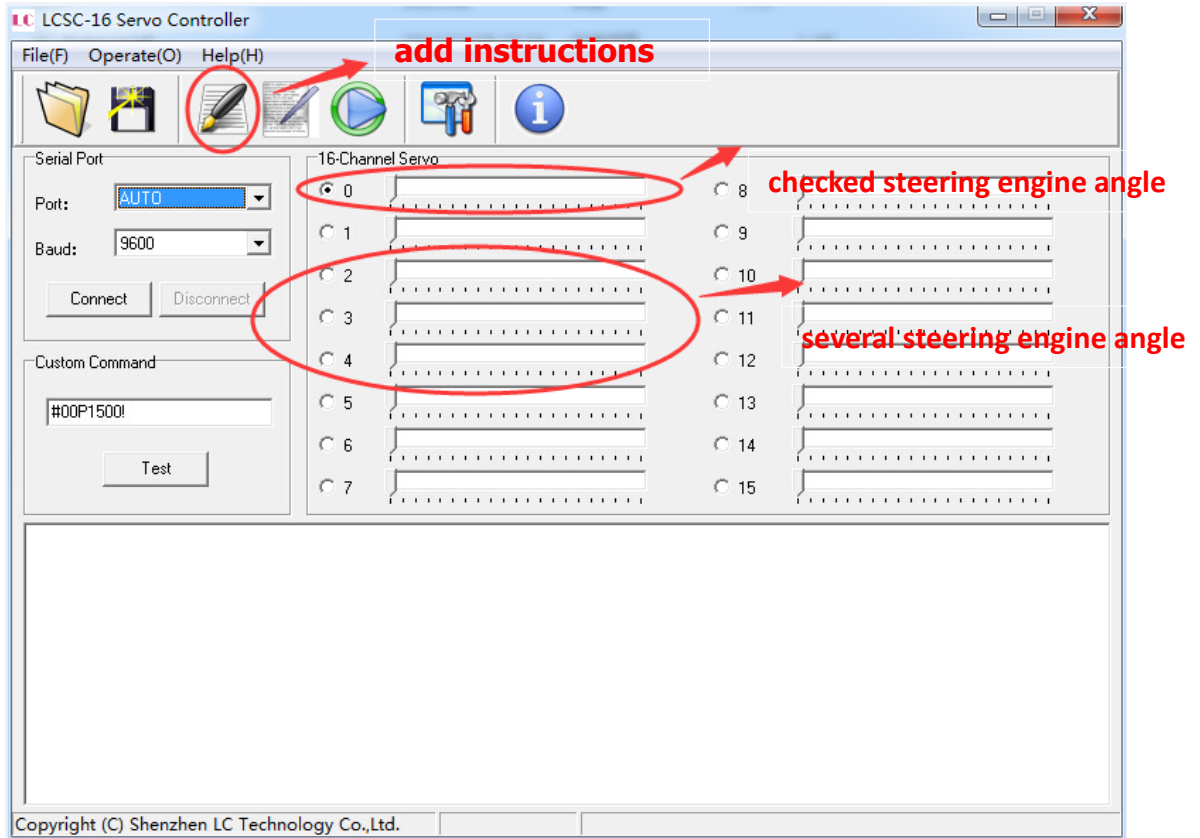 LC LCSC-16 Servo Controller
File(F) Operate(O) Help(H)
add instructions
Serial Port
Port: AUTO
Baud: 9600
Connect Disconnect
Custom Command
#00P1500!
Test
16-Channel Servo
0
1
2
3
4
5
6
7
8
9
10
11
12
13
14
15
checked steering engine angle
several steering engine angle
Copyright (C) Shenzhen LC Technology Co.,Ltd.